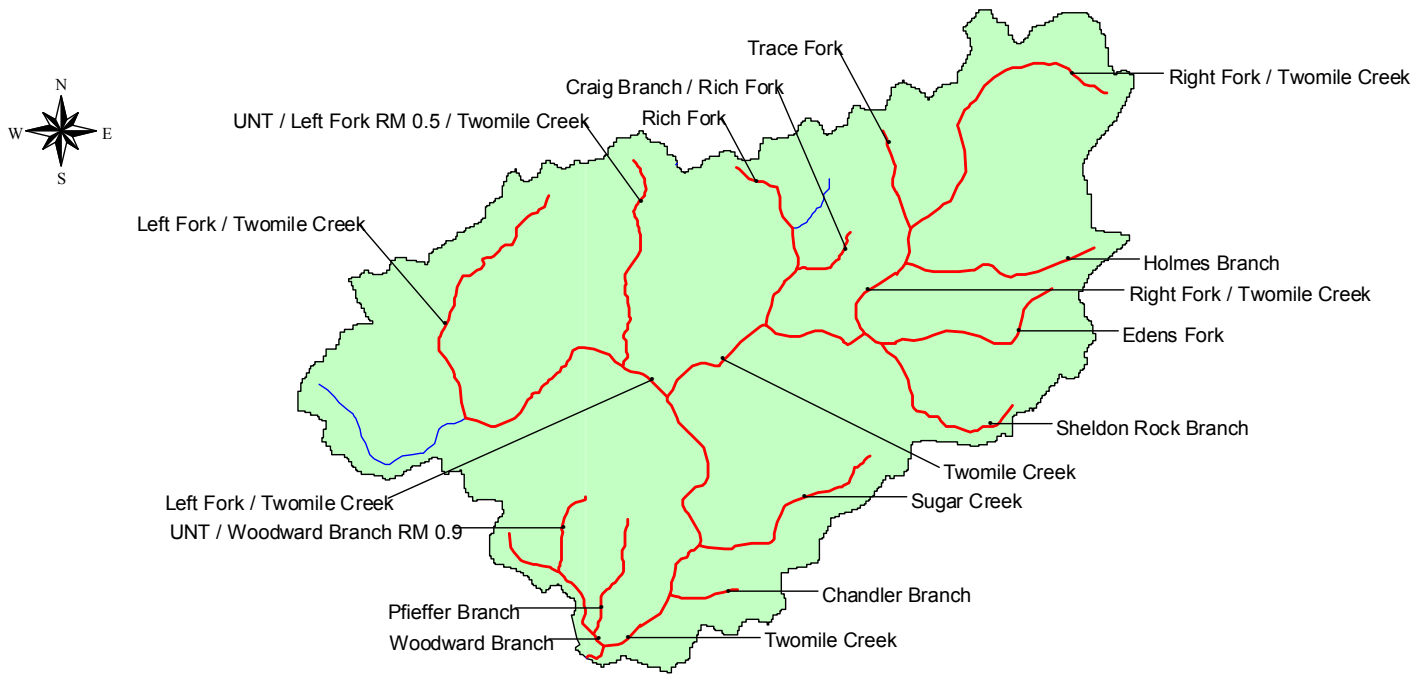 Trace Fork
Right Fork / Twomile Creek
Craig Branch / Rich Fork
N
UNT / Left Fork RM 0.5 / Twomile Creek
Rich Fork
W
E
S
Left Fork / Twomile Creek
Holmes Branch
Right Fork / Twomile Creek
Edens Fork
Sheldon Rock Branch
Twomile Creek
Left Fork / Twomile Creek
Sugar Creek
UNT / Woodward Branch RM 0.9
Chandler Branch
Pfieffer Branch
Woodward Branch
Twomile Creek